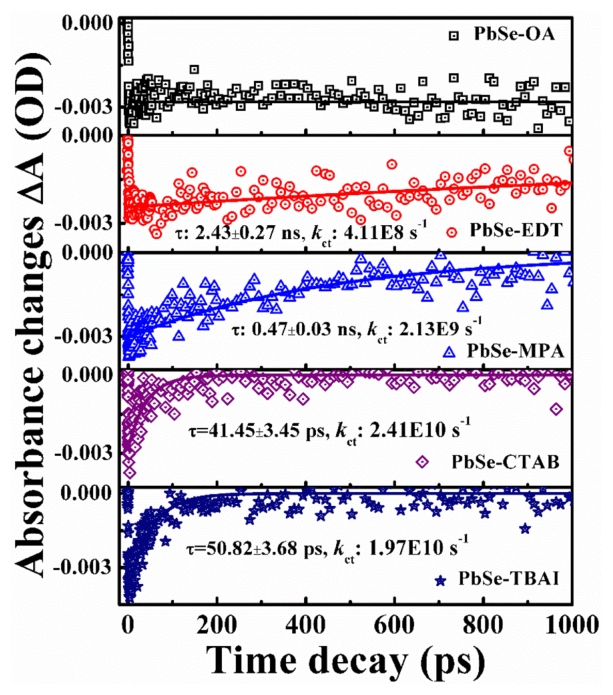 Absorbance changes ΔA (OD)
0.000
PbSe-OA
-0.003
0.000
-0.003
τ: 2.43±0.27 ns, kct: 4.11E8 s-1
PbSe-EDT
0.000
-0.003
τ: 0.47±0.03 ns, kct: 2.13E9 s-1
PbSe-MPA
0.000
τ=41.45±3.45 ps, kct: 2.41E10 s-1
-0.003
PbSe-CTAB
0.000
τ=50.82±3.68 ps, kct: 1.97E10 s-1
-0.003
PbSe-TBAI
0 200 400 600 800 1000
Time decay (ps)